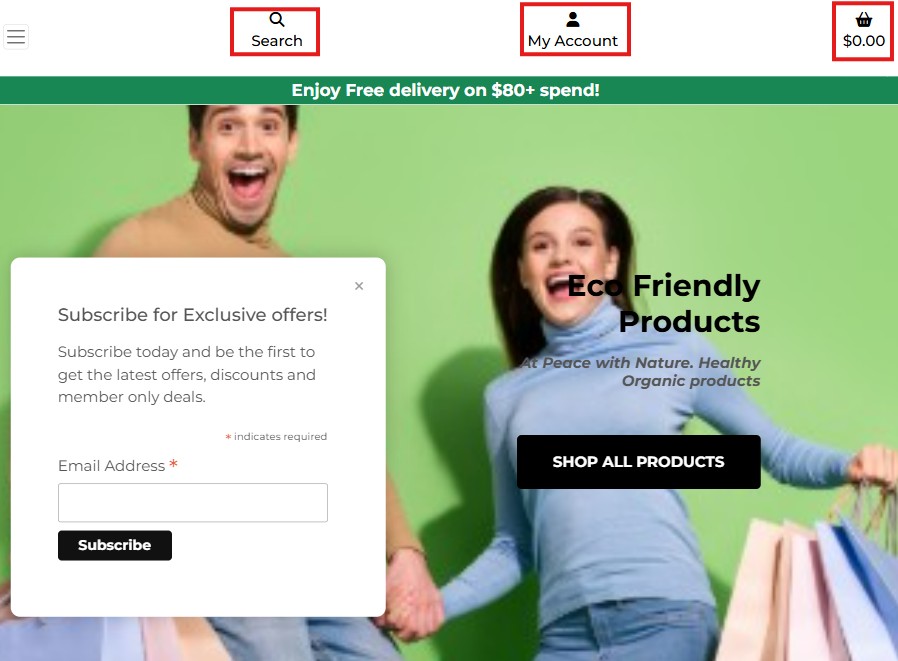 Search
My Account
$0.00
Enjoy Free delivery on $80+ spend!
×
Subscribe for Exclusive offers!
Subscribe today and be the first to
get the latest offers, discounts and
member only deals.
* indicates required
Email Address *
Subscribe
Eco Friendly
Products
At Peace with Nature. Healthy
Organic products
SHOP ALL PRODUCTS